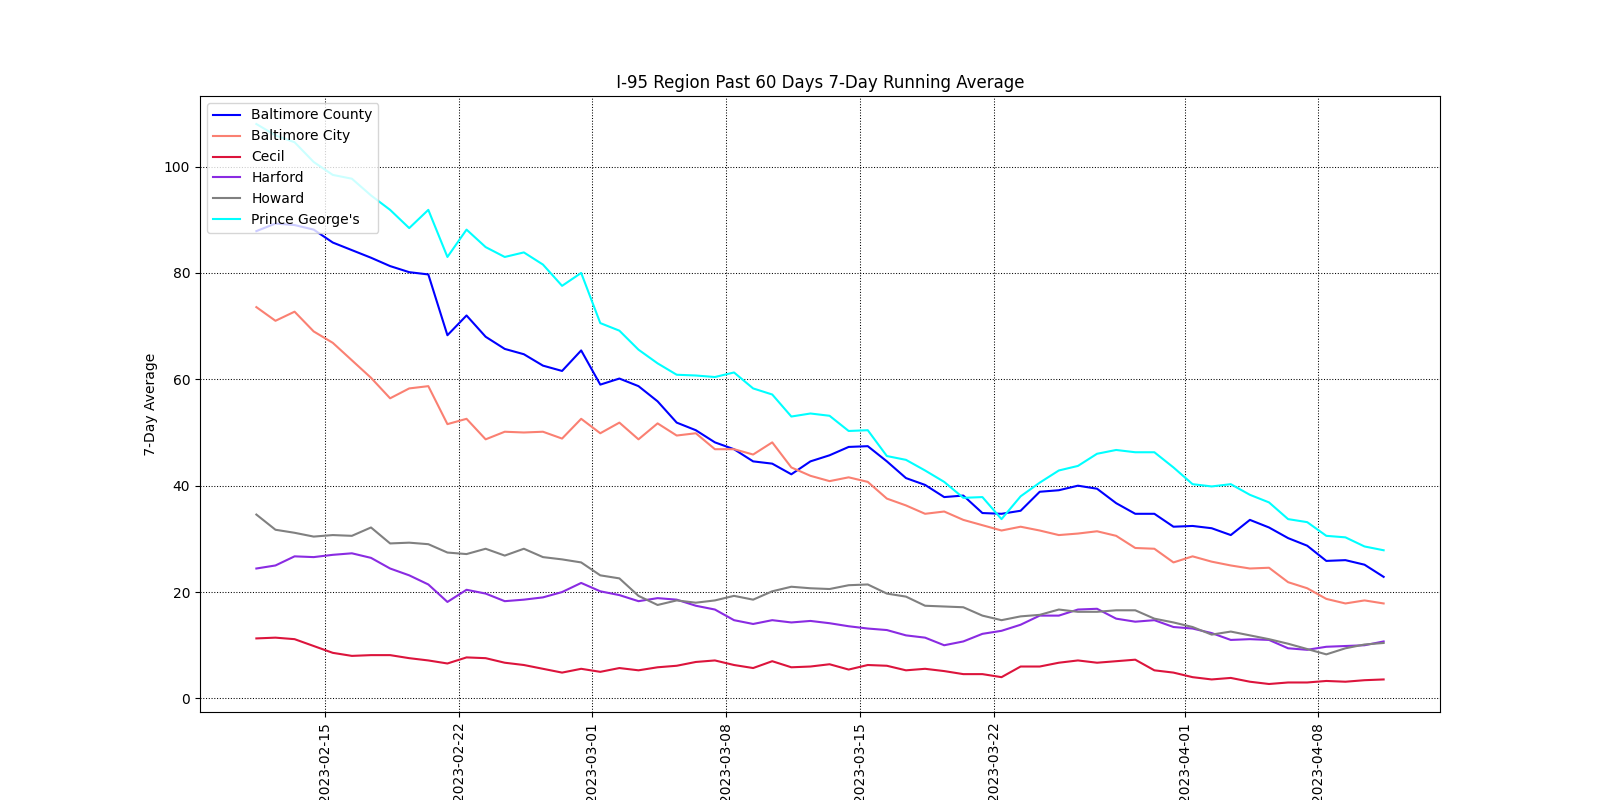 I-95 Region Past 60 Days 7-Day Running Average
Baltimore County
Baltimore City
Cecil
Harford
Howard
Prince George's
7-Day Average
100
80
60
40
20
0
2023-02-15
2023-02-22
2023-03-01
2023-03-08
2023-03-15
2023-03-22
2023-04-01
2023-04-08